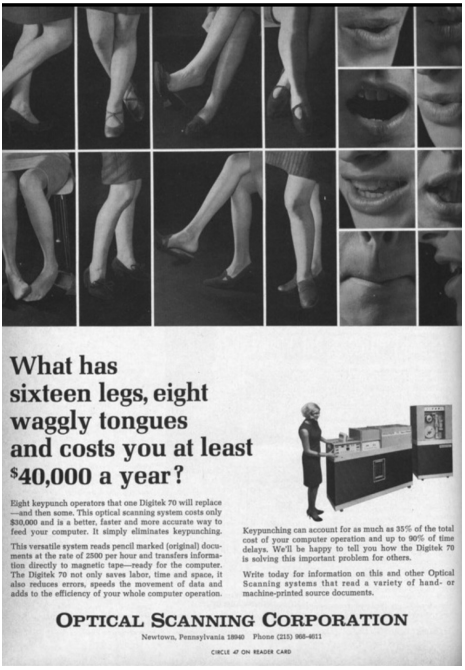 What has
sixteen legs, eight
waggly tongues
and costs you at least
$40,000 a year?
Eight keypunch operators that one Digitek 70 will replace
—and then some. This optical scanning system costs only
$30,000 and is a better, faster and more accurate way to
feed your computer. It simply eliminates keypunching.
This versatile system reads pencil marked (original) docu-
ments at the rate of 2500 per hour and transfers informa-
tion directly to magnetic tape—ready for the computer.
The Digitek 70 not only saves labor, time and space, it
also reduces errors, speeds the movement of data and
adds to the efficiency of your whole computer operation.
Keypunching can account for as much as 35% of the total
cost of your computer operation and up to 90% of time
delays. We'll be happy to tell you how the Digitek 70
is solving this important problem for others.
Write today for information on this and other Optical
Scanning systems that read a variety of hand- or
machine-printed source documents.
OPTICAL SCANNING CORPORATION
Newtown, Pennsylvania 18940 Phone (215) 968-4611
CIRCLE 47 ON READER CARD